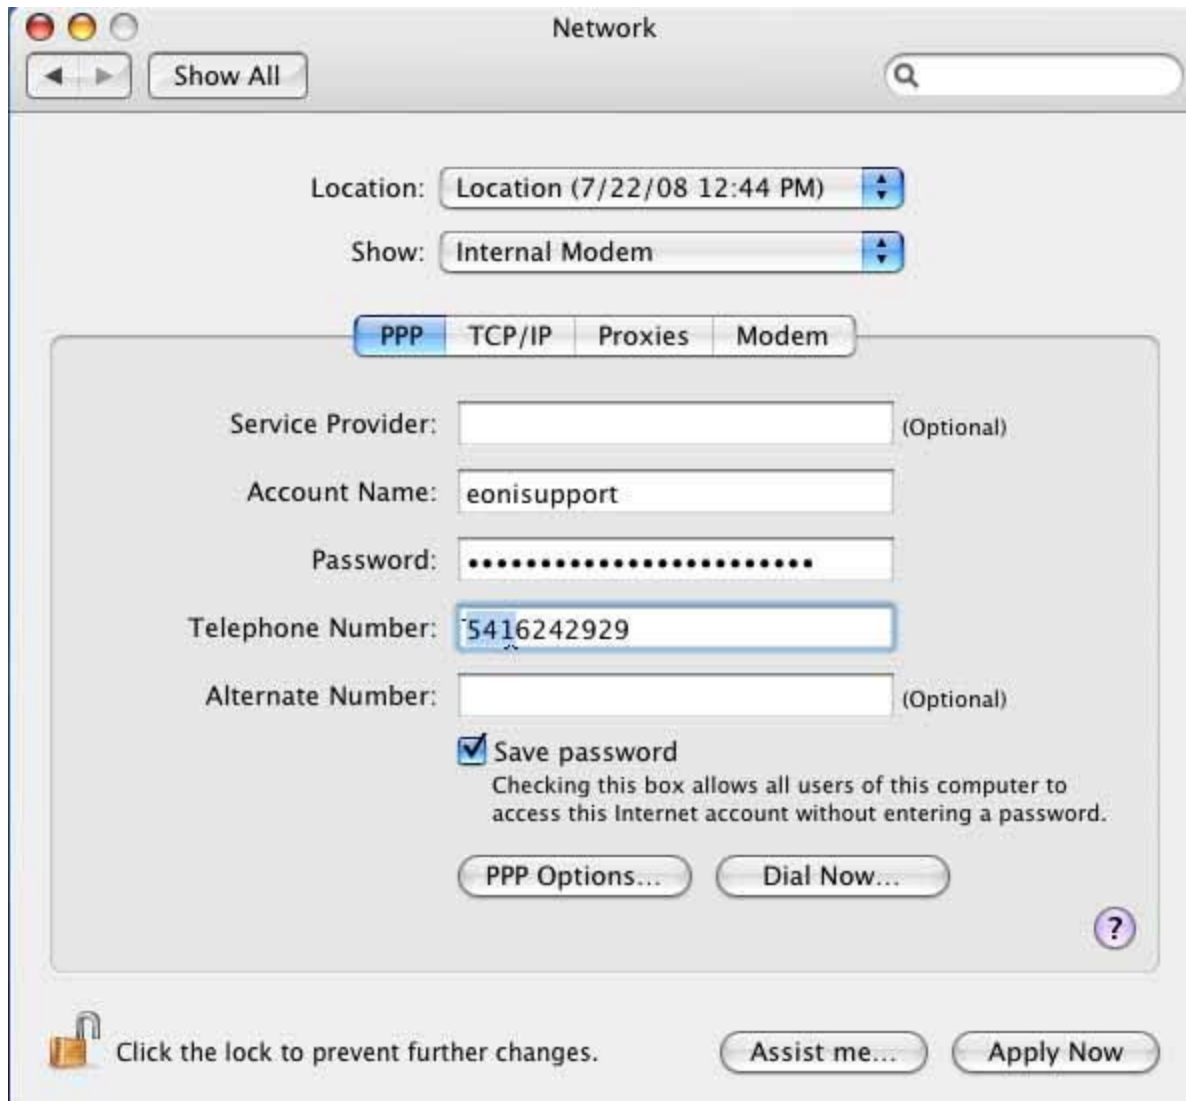 Network
Show All
Location: Location (7/22/08 12:44 PM)
Show: Internal Modem
PPP TCP/IP Proxies Modem
Service Provider: (Optional)
Account Name: eonisupport
Password: ••••••••••••••••••••••••
Telephone Number: 5416242929
Alternate Number: (Optional)
Save password
Checking this box allows all users of this computer to
access this Internet account without entering a password.
PPP Options... Dial Now...
?
Click the lock to prevent further changes. Assist me... Apply Now